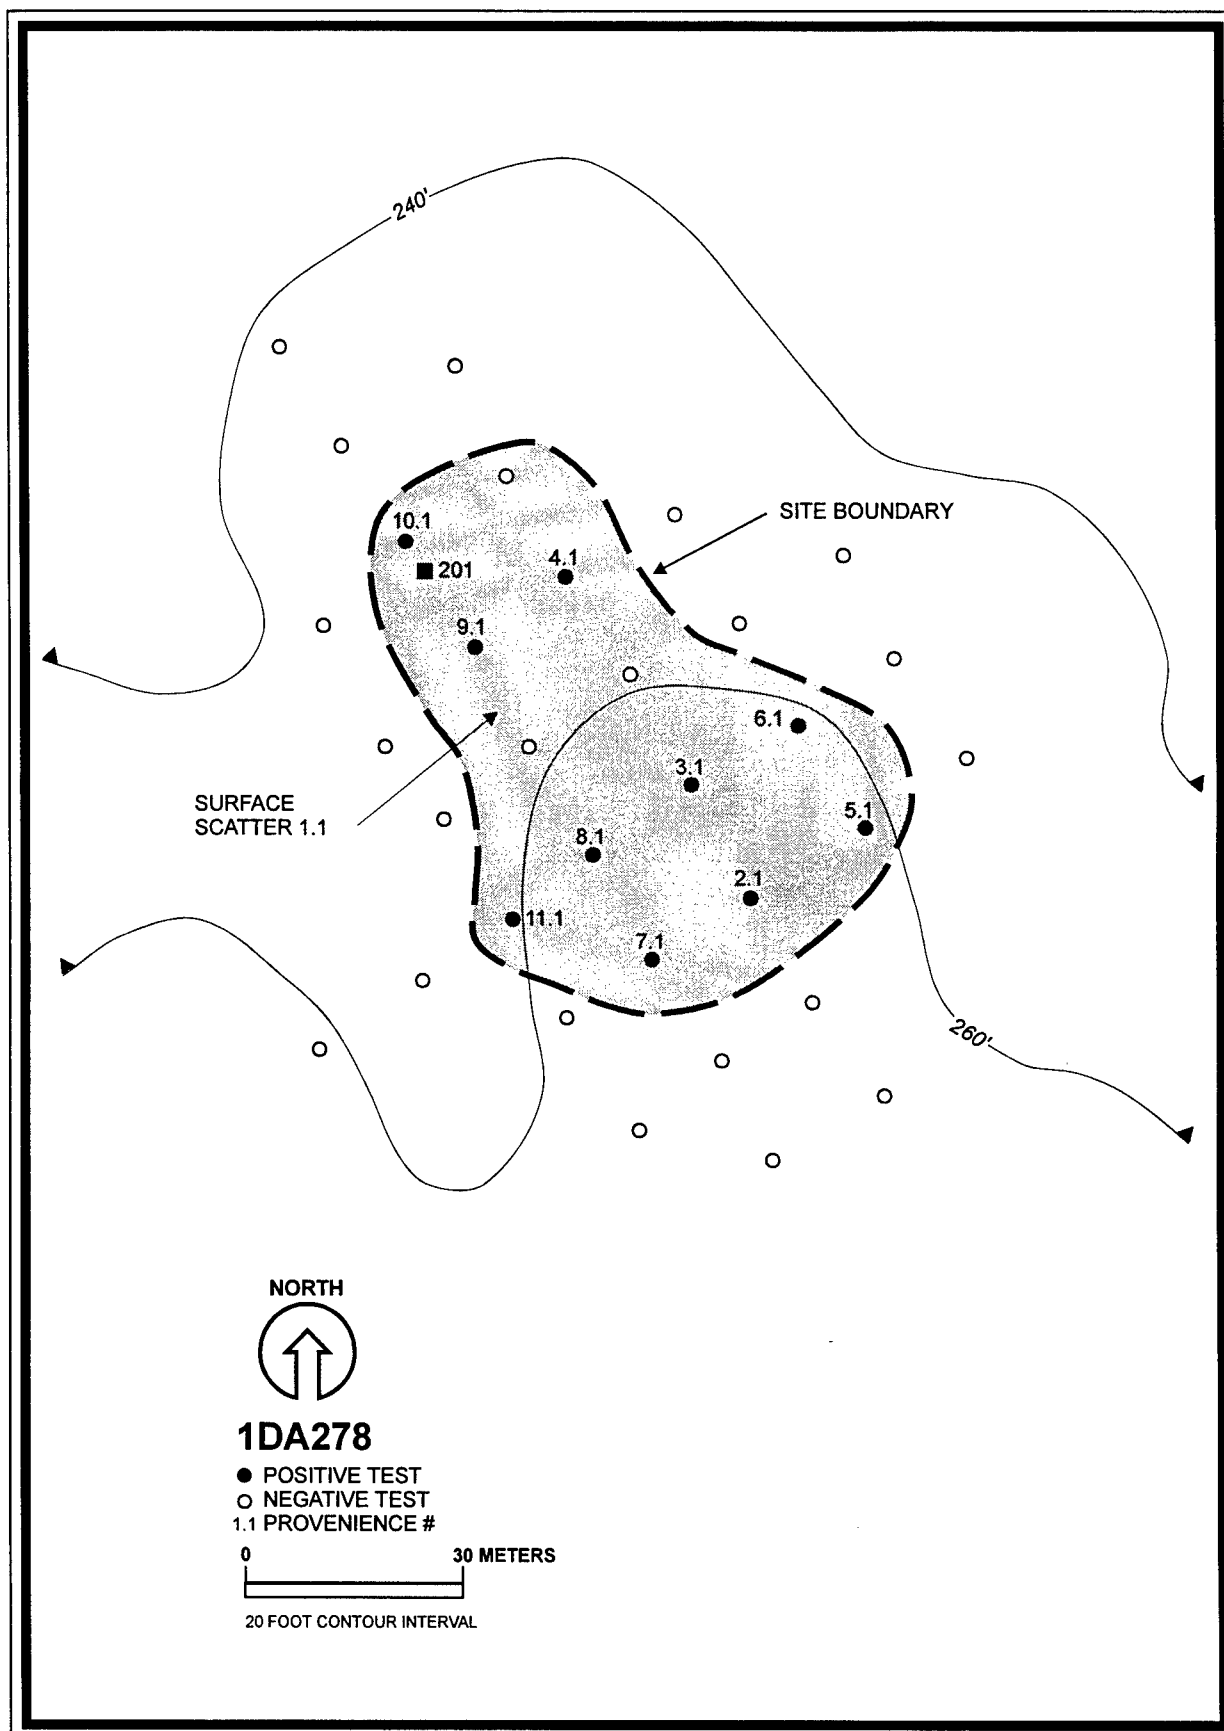 240'
SITE BOUNDARY
10.1
4.1
201
9.1
6.1
3.1
SURFACE
SCATTER 1.1
5.1
8.1
2.1
11.1
7.1
260'
NORTH
1DA278
POSITIVE TEST
NEGATIVE TEST
1.1 PROVENIENCE #
0 30 METERS
20 FOOT CONTOUR INTERVAL